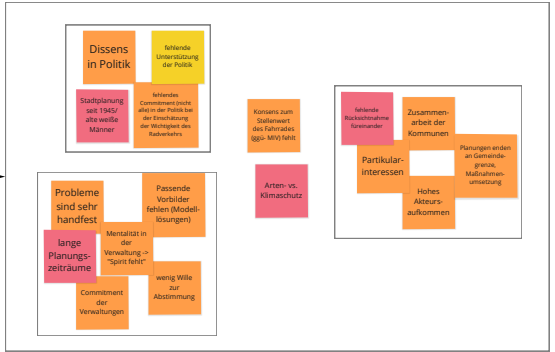 Dissens
in Politik
fehlende
Unterstützung
der Politik
Stadtplanung
seit 1945/
alte weiße
Männer
fehlendes
Commitment (nicht
alle) in der Politik bei
der Einschätzung
der Wichtigkeit des
Radverkehrs
Konsens zum
Stellenwert
des Fahrrades
(ggü- MIV) fehlt
Arten- vs.
Klimaschutz
fehlende
Rücksichtnahme
füreinander
Zusammen-
arbeit der
Kommunen
Partikular-
interessen
Planungen enden
an Gemeinde-
grenze,
Maßnahmen-
umsetzung
Hohes
Akteurs-
aufkommen
Probleme
sind sehr
handfest
Passende
Vorbilder
fehlen (Modell-
lösungen)
lange
Planungs-
zeiträume
Mentalität in
der
Verwaltung ->
"Spirit fehlt"
wenig Wille
zur
Abstimmung
Commitment
der
Verwaltungen